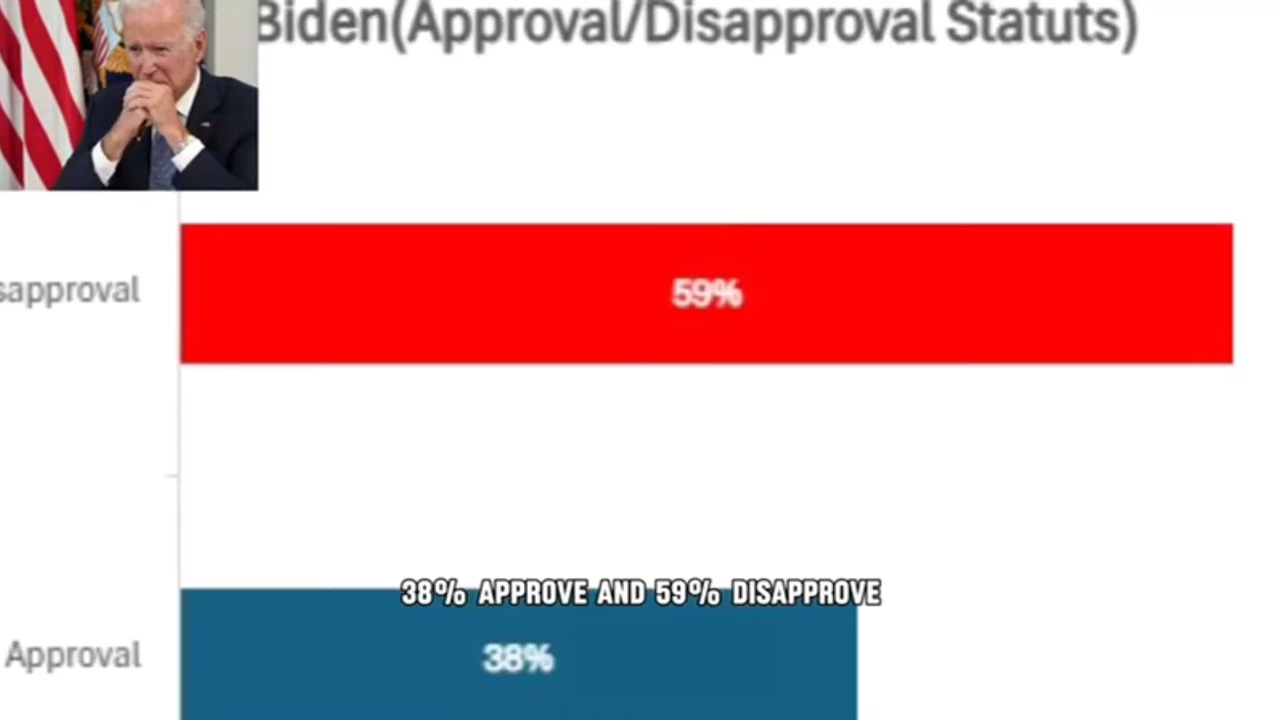 Biden(Approval/Disapproval Statuts)
sapproval
59%
38% APPROVE AND 59% DISAPPROVE
Approval
38%